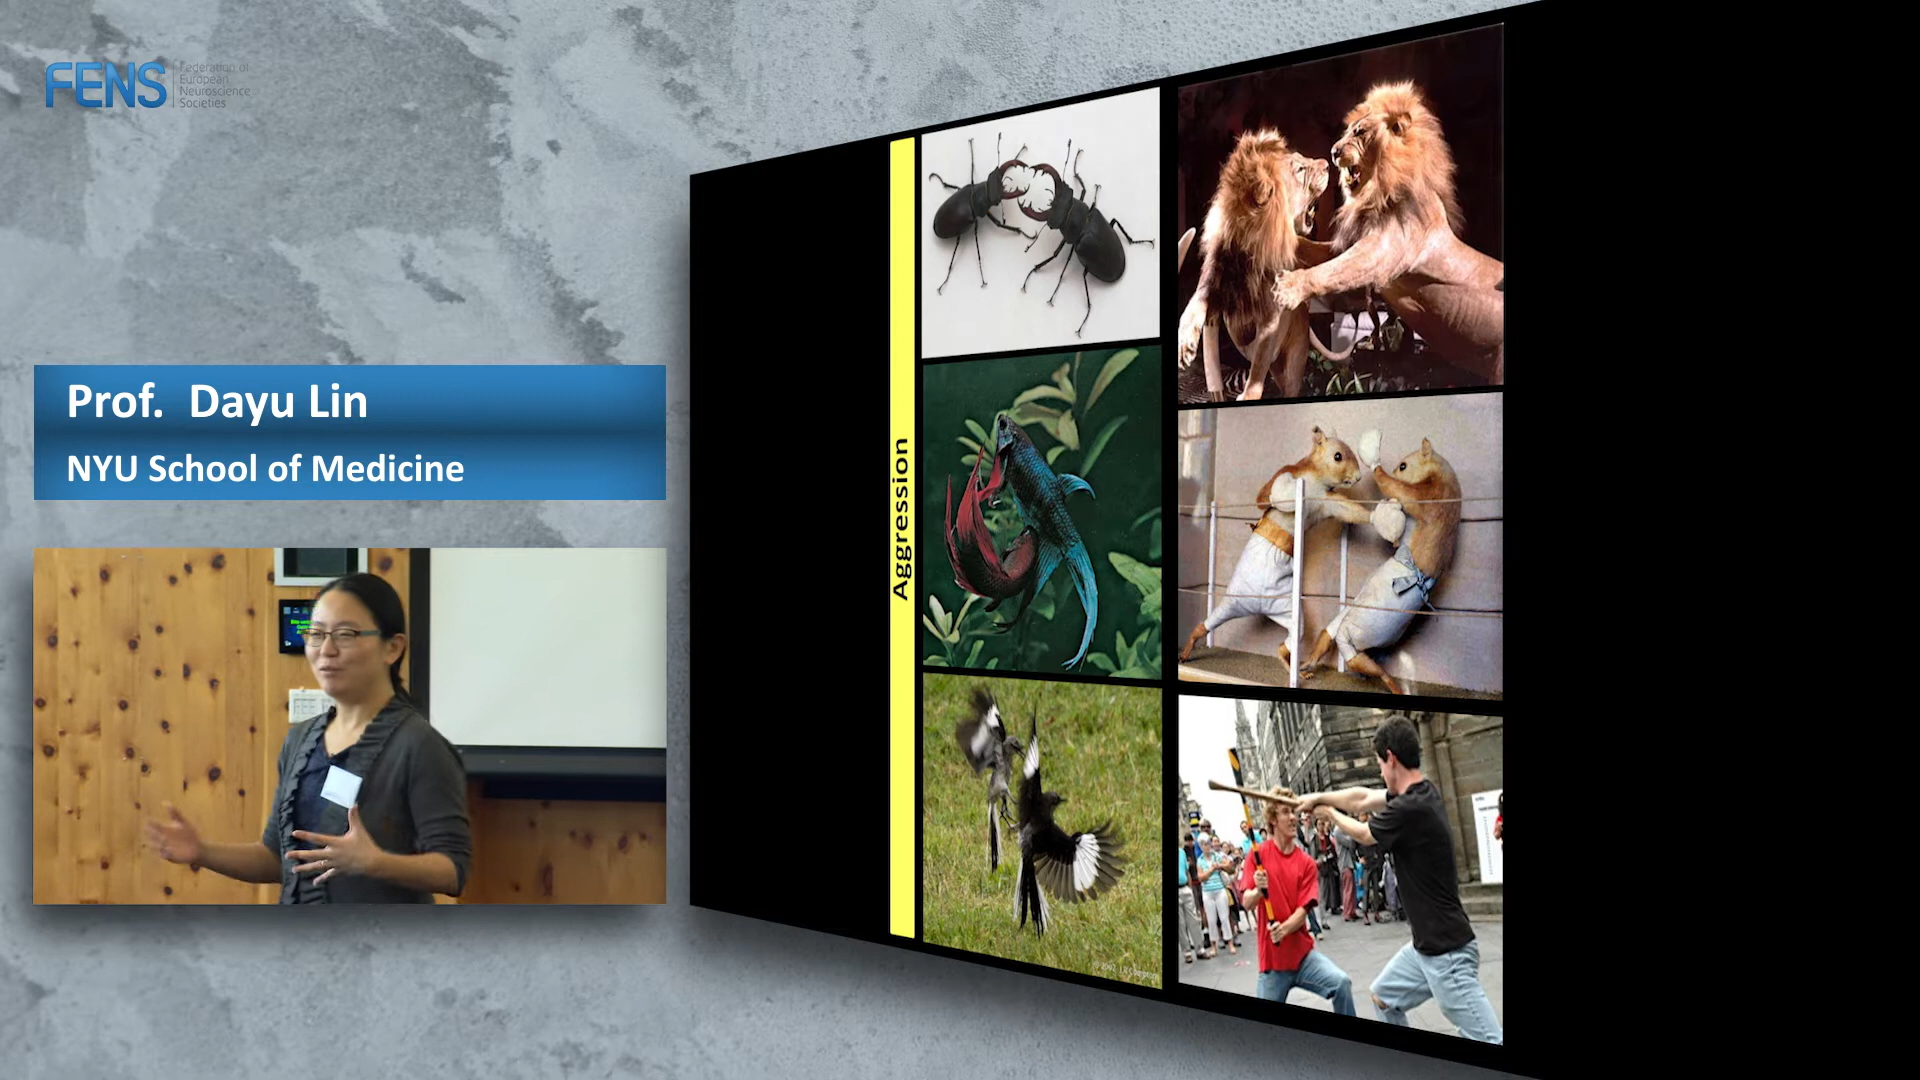 FENS
Federation of
European
Neuroscience
Societies
Prof. Dayu Lin
NYU School of Medicine
Aggression